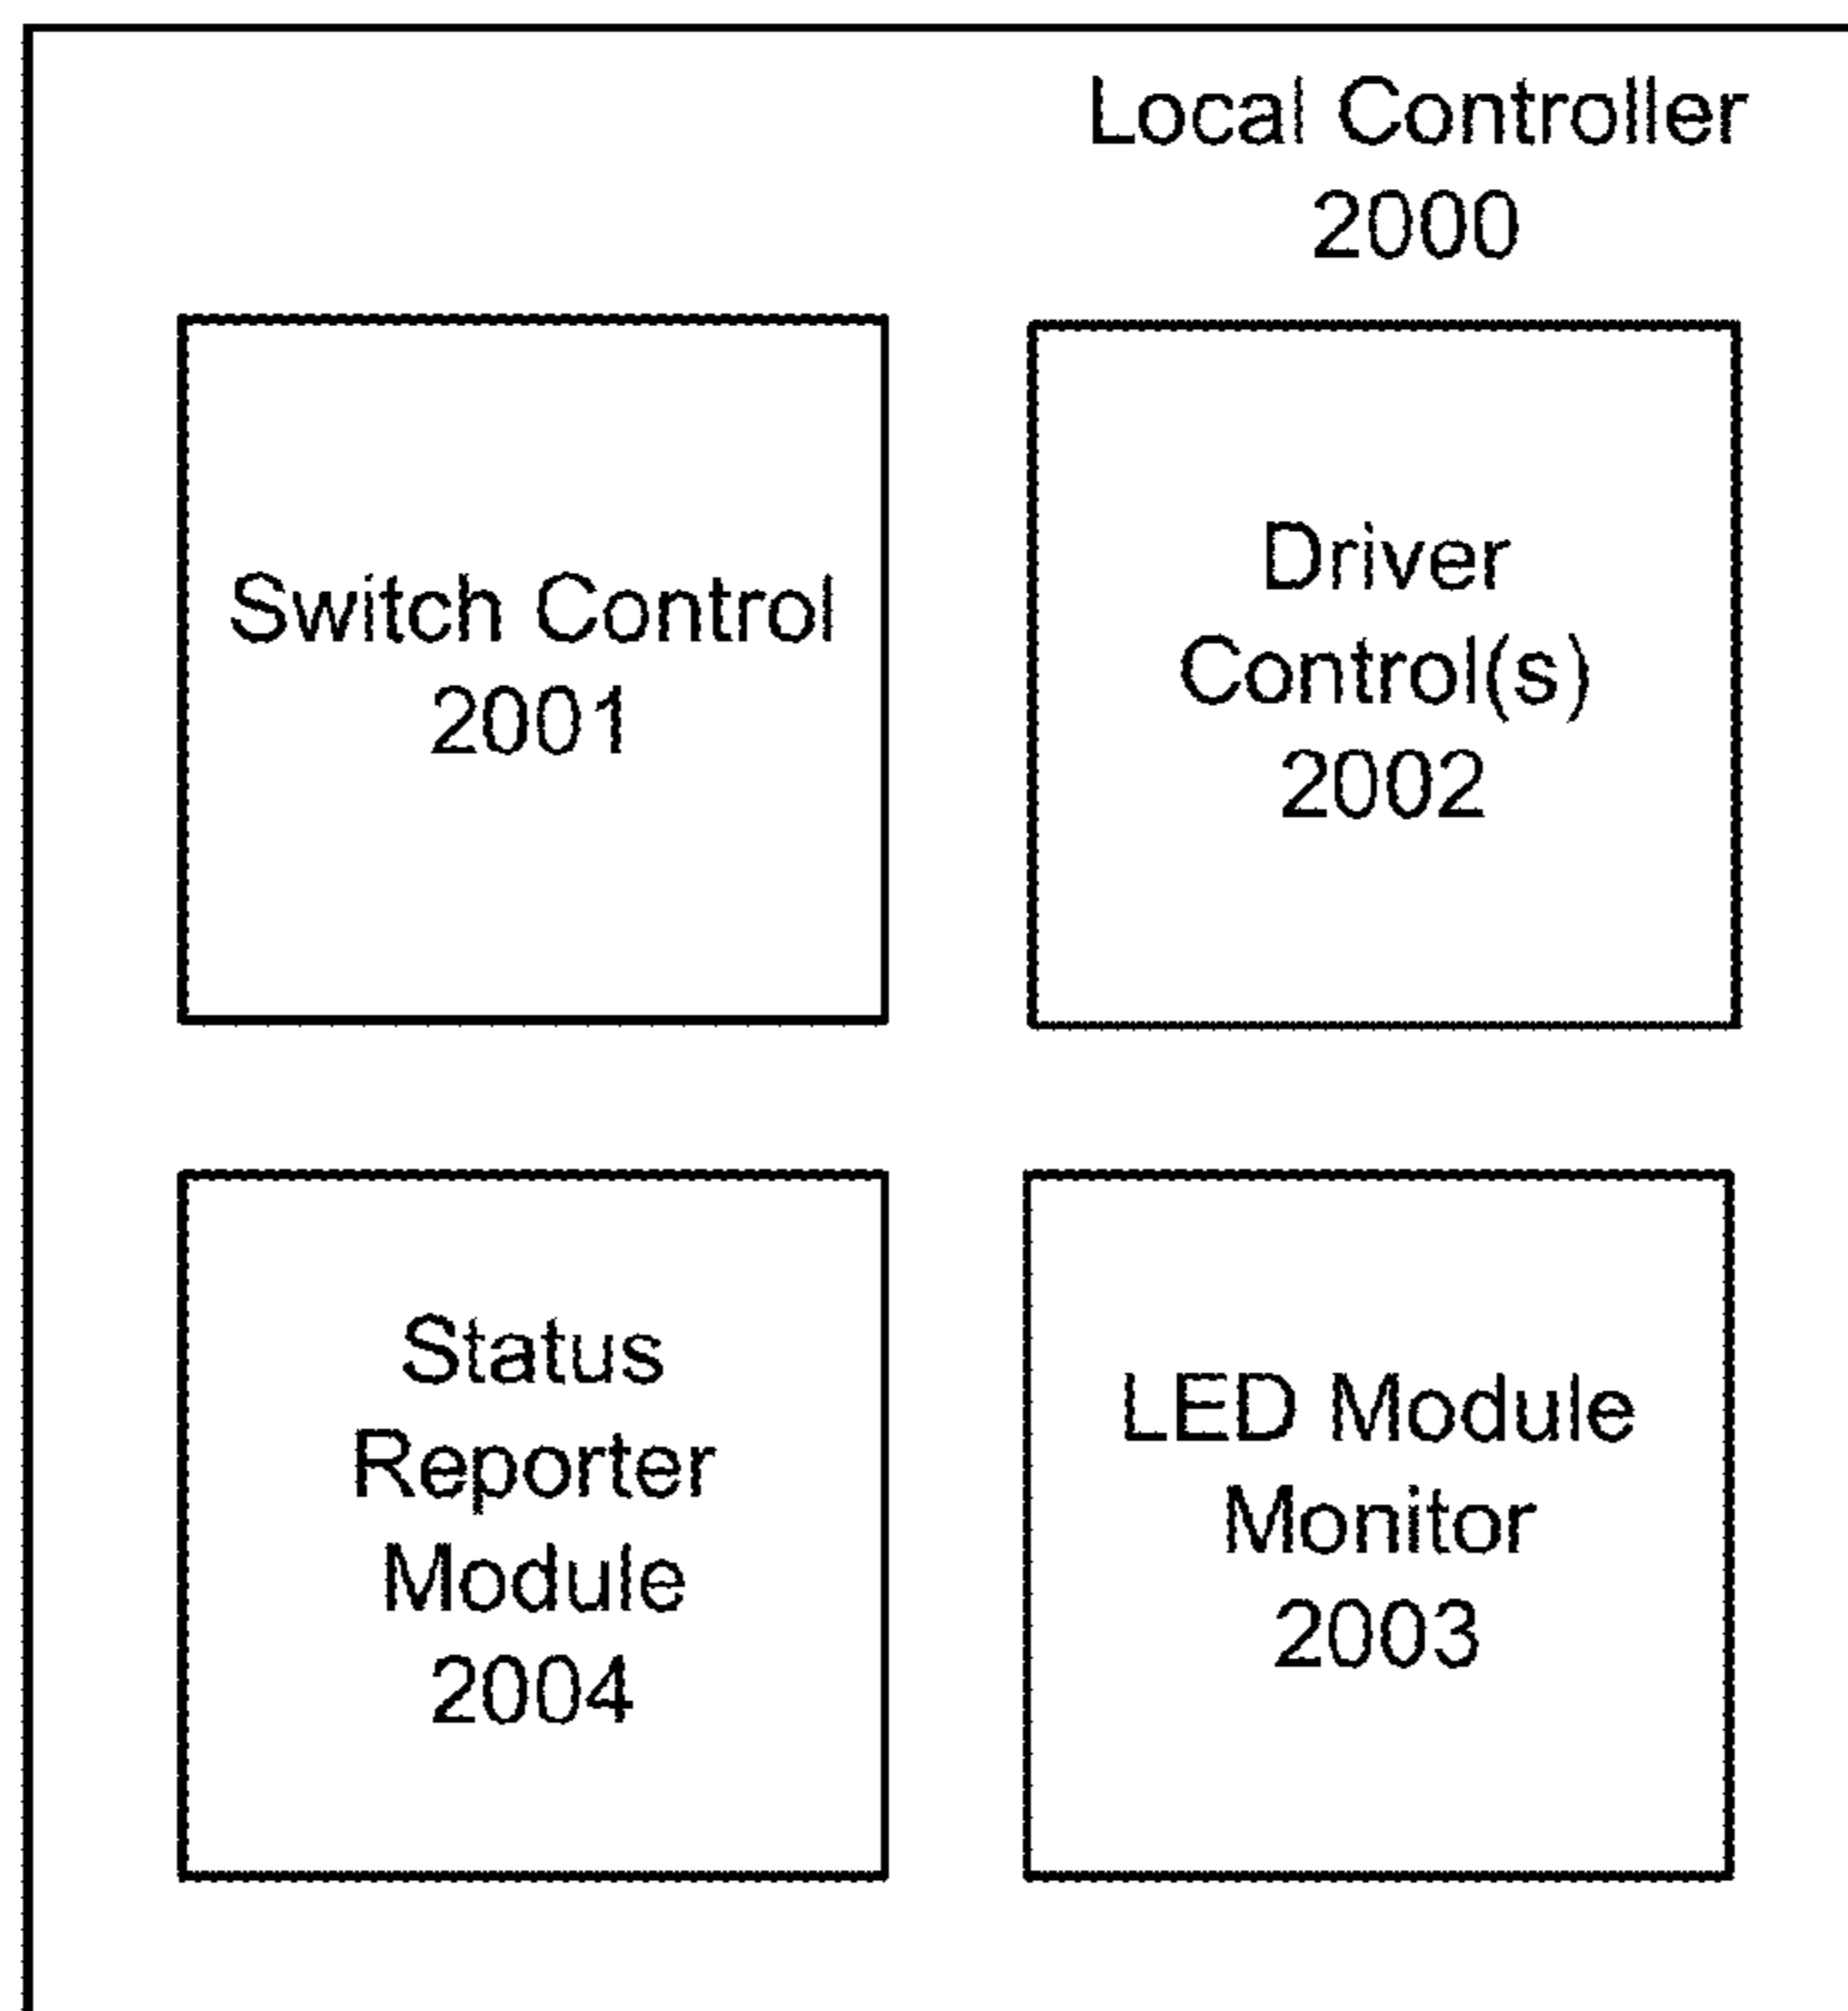 Local Controller
2000
Switch Control
2001
Driver
Control(s)
2002
Status
Reporter
Module
2004
LED Module
Monitor
2003